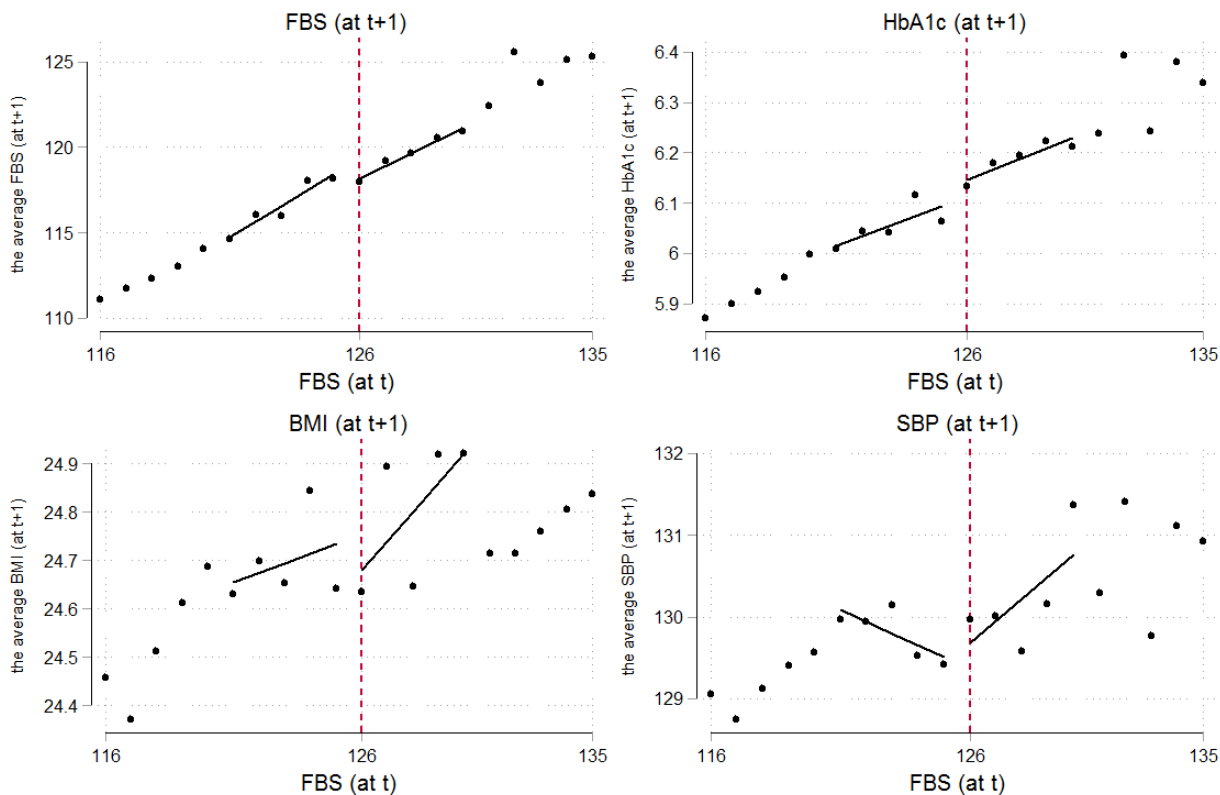 FBS (at t+1)
the average FBS (at t+1)
125
120
115
110
116
126
135
FBS (at t)
HbA1c (at t+1)
the average HbA1c (at t+1)
6.4
6.3
6.2
6.1
6
5.9
116
126
135
FBS (at t)
BMI (at t+1)
the average BMI (at t+1)
24.9
24.8
24.7
24.6
24.5
24.4
116
126
135
FBS (at t)
SBP (at t+1)
the average SBP (at t+1)
132
131
130
129
116
126
135
FBS (at t)